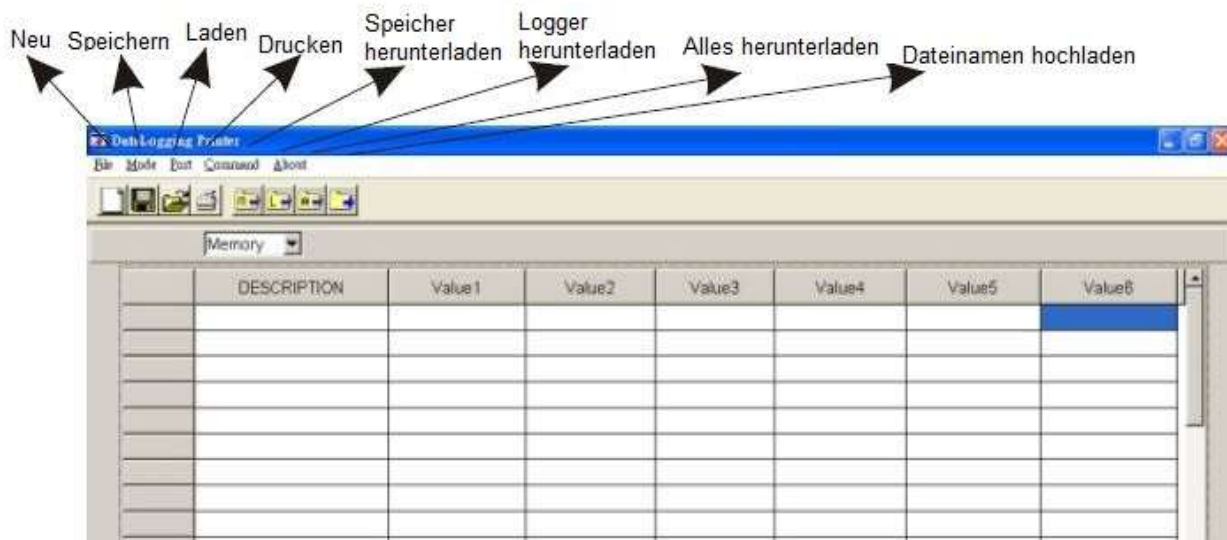 Neu Speichern Laden Drucken Speicher herunterladen Logger herunterladen Alles herunterladen Dateinamen hochladen
DataLogging Printer
File Mode Port Command About
M L A
Memory
DESCRIPTION Value1 Value2 Value3 Value4 Value5 Value6